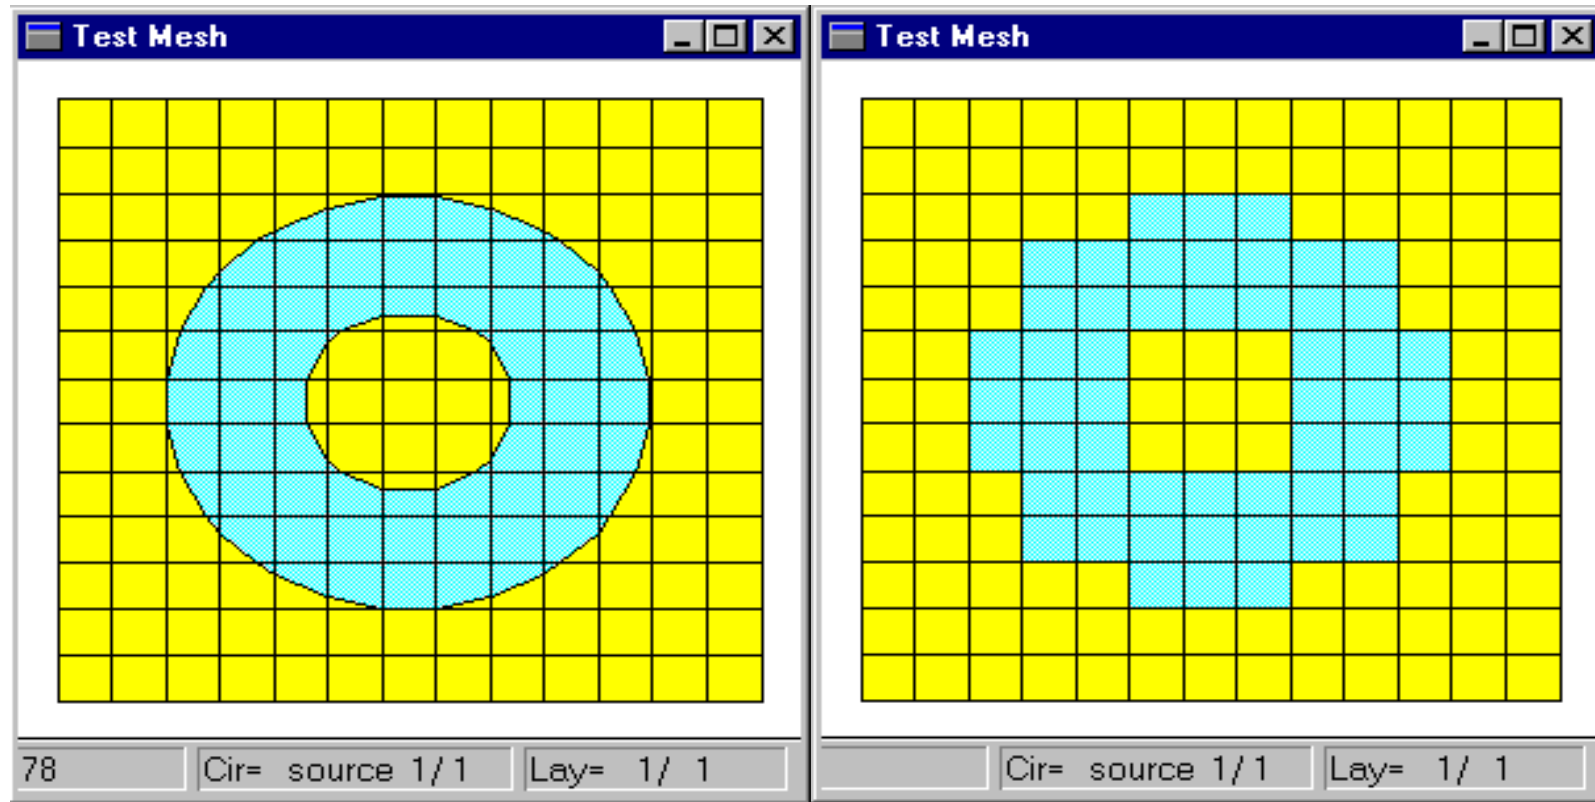 Test Mesh
Test Mesh
78 Cir= source 1/1 Lay= 1/ 1
Cir= source 1/1 Lay= 1/ 1